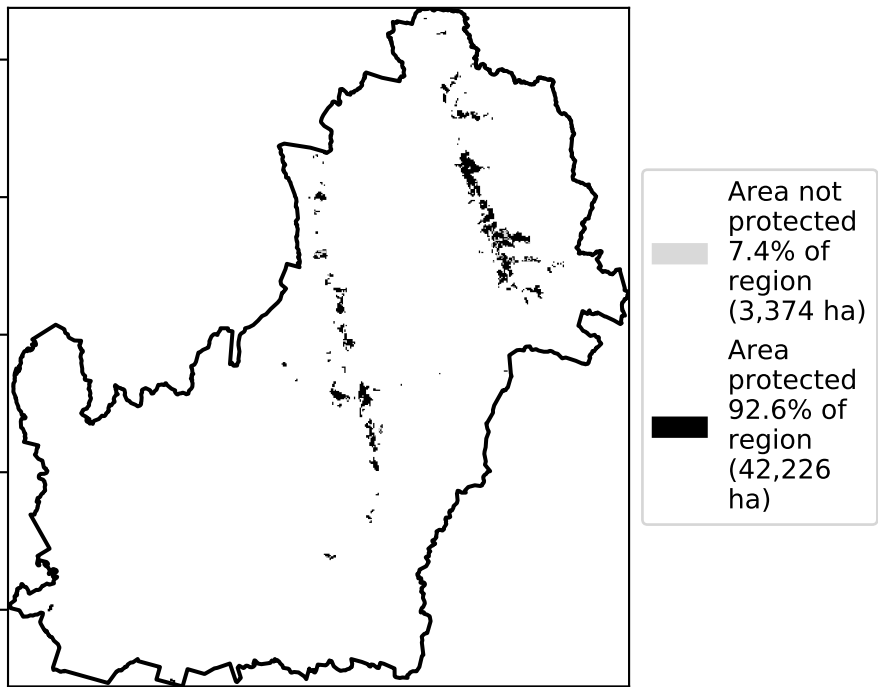 Area not
protected
7.4% of
region
(3,374 ha)
Area
protected
92.6% of
region
(42,226
ha)